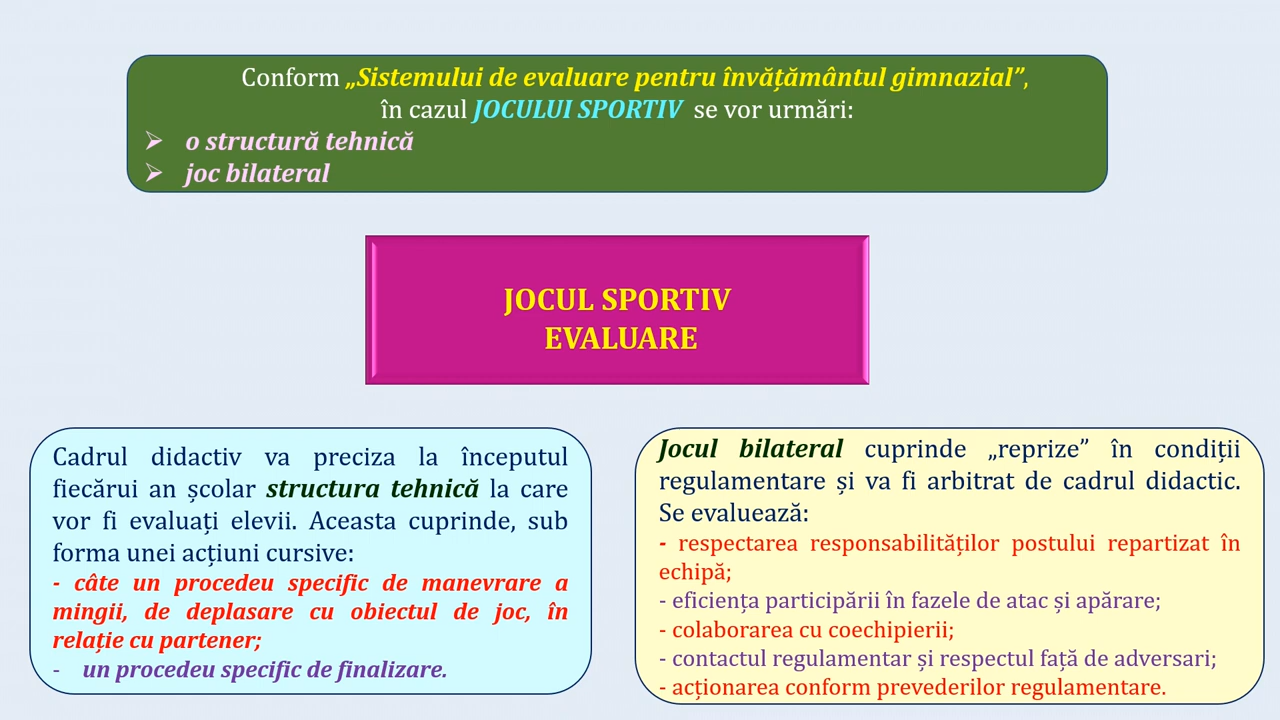 Conform „Sistemului de evaluare pentru învățământul gimnazial”,
în cazul JOCULUI SPORTIV se vor urmări:
➢ o structură tehnică
➢ joc bilateral
JOCUL SPORTIV
EVALUARE
Cadrul didactiv va preciza la începutul
fiecărui an școlar structura tehnică la care
vor fi evaluați elevii. Aceasta cuprinde, sub
forma unei acțiuni cursive:
- câte un procedeu specific de manevrare a
mingii, de deplasare cu obiectul de joc, în
relație cu partener;
- un procedeu specific de finalizare.
Jocul bilateral cuprinde „reprize” în condiții
regulamentare și va fi arbitrat de cadrul didactic.
Se evaluează:
- respectarea responsabilităților postului repartizat în
echipă;
- eficiența participării în fazele de atac și apărare;
- colaborarea cu coechipierii;
- contactul regulamentar și respectul față de adversari;
- acționarea conform prevederilor regulamentare.